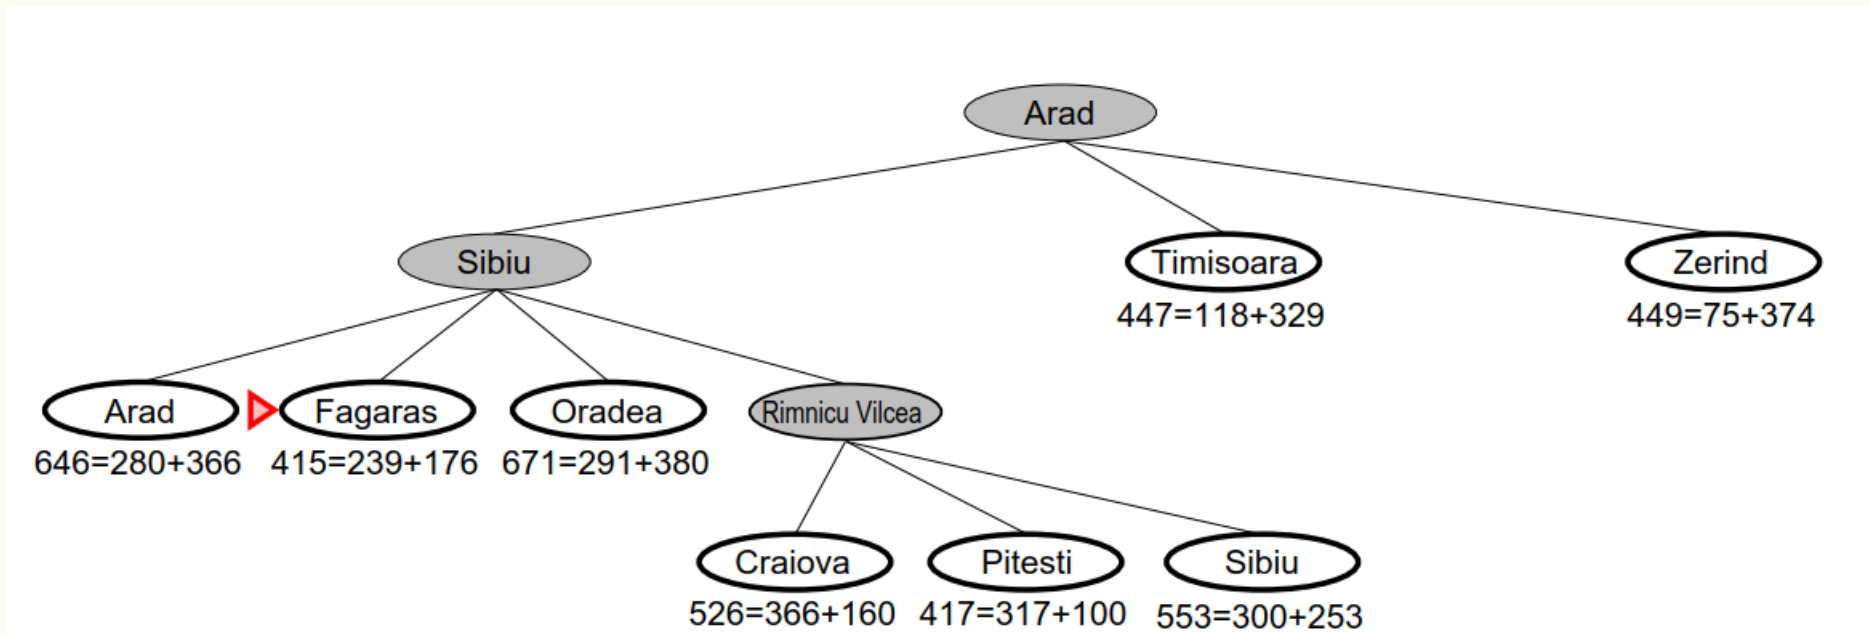 Arad
Sibiu
Timisoara
Zerind
447=118+329
449=75+374
Arad
Fagaras
Oradea
Rimnicu Vilcea
646=280+366
415=239+176
671=291+380
Craiova
Pitesti
Sibiu
526=366+160
417=317+100
553=300+253